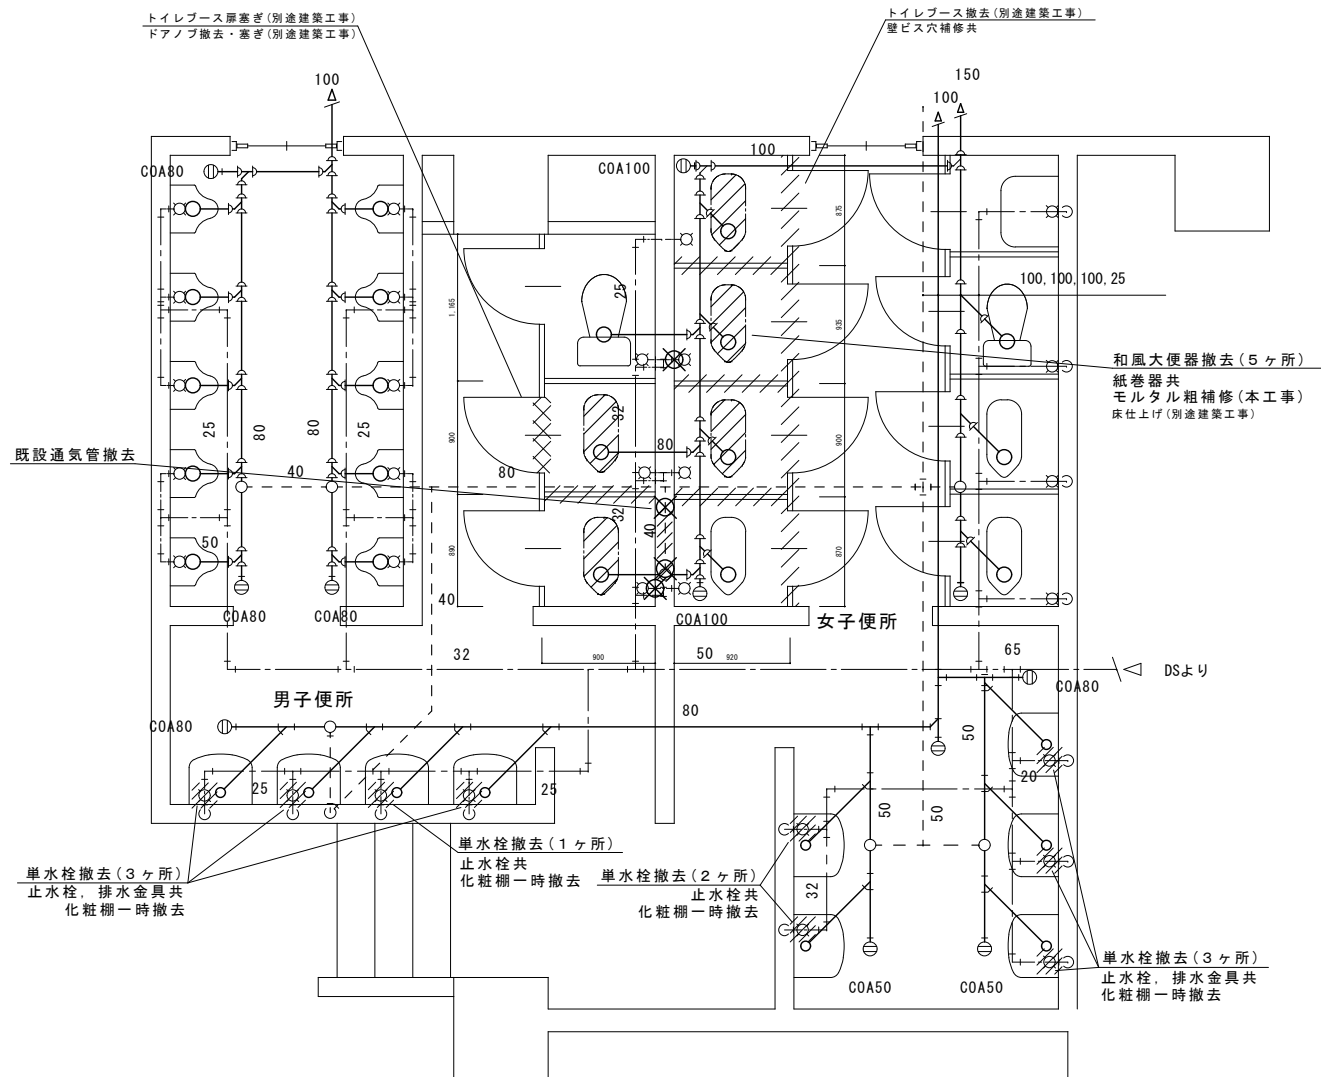 トイレブース扉塞ぎ(別途建築工事)
ドアノブ撤去・塞ぎ(別途建築工事)
トイレブース撤去(別途建築工事)
壁ビス穴補修共
100
150
100
COA80
COA100
100
875
25
100,100,100,25
1,165
935
和風大便器撤去(5ヶ所)
紙巻器共
モルタル粗補修(本工事)
床仕上げ(別途建築工事)
32
25
80
80
25
900
80
900
既設通気管撤去
40
80
32
40
50
890
870
40
COA80
COA80
COA100
女子便所
32
900
50
920
65
DSより
男子便所
COA80
COA80
80
50
25
25
20
50
50
単水栓撤去(3ヶ所)
止水栓,排水金具共
化粧棚一時撤去
単水栓撤去(1ヶ所)
止水栓共
化粧棚一時撤去
単水栓撤去(2ヶ所)
止水栓共
化粧棚一時撤去
32
単水栓撤去(3ヶ所)
止水栓,排水金具共
化粧棚一時撤去
COA50
COA50